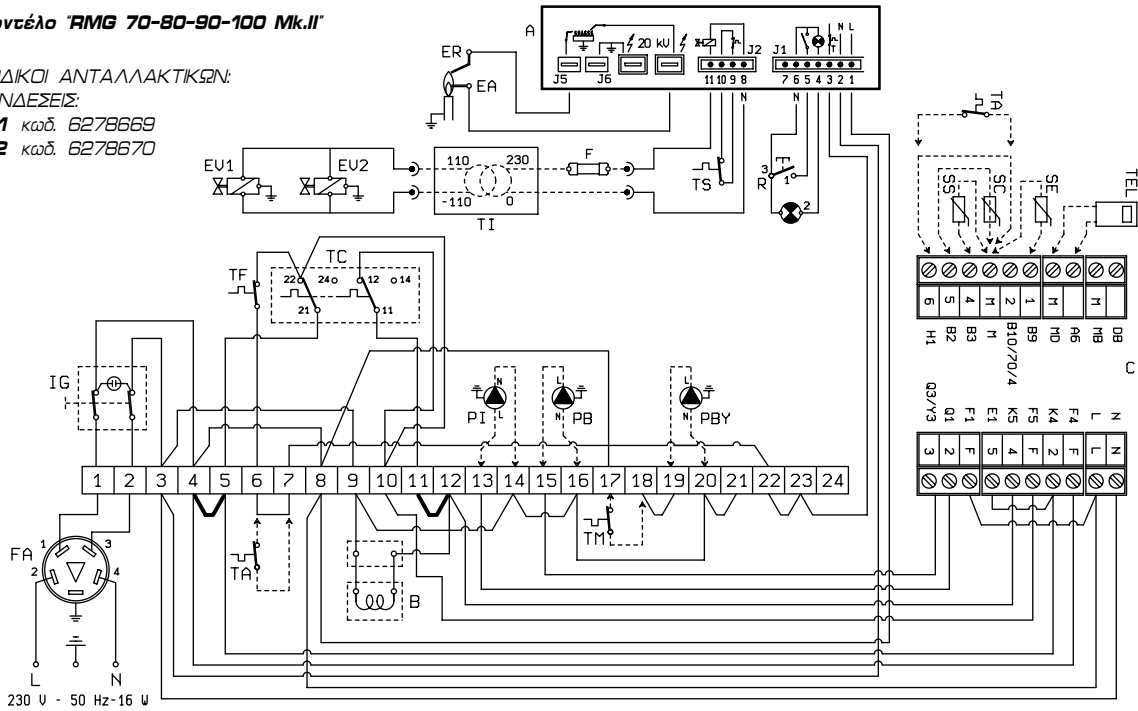 οντέλο "RMG 70-80-90-100 Mk.II"
ΔΙΚΟΙ ΑΝΤΑΛΛΑΚΤΙΚΩΝ:
ΝΔΕΣΕΙΣ:
1 κωδ. 6278669
2 κωδ. 6278670
A
20 kV
J5 J6
J2 J1
N L
T
11 10 9 8
7 6 5 4 3 2 1
N N
ER
EA
EV1 EV2
110 230
-110 0
TI
F
TS
3 1
R
2
TA
SS SC SE TEL
6 5 4 M 2 1 M M
H1 B2 B3 M B10/70/4 B9 MD A6 MB DB
C
Q3/Y3 Q1 F1 E1 K5 F5 K4 F4 L N
3 2 F 5 4 F 2 F L N
TF
TC
22 24 12 14
21 11
IG
N L
PI
L N
PB
L N
PBY
1 2 3 4 5 6 7 8 9 10 11 12 13 14 15 16 17 18 19 20 21 22 23 24
FA
1 3
2 4
TA
B
TM
L N
230 V - 50 Hz-16 W